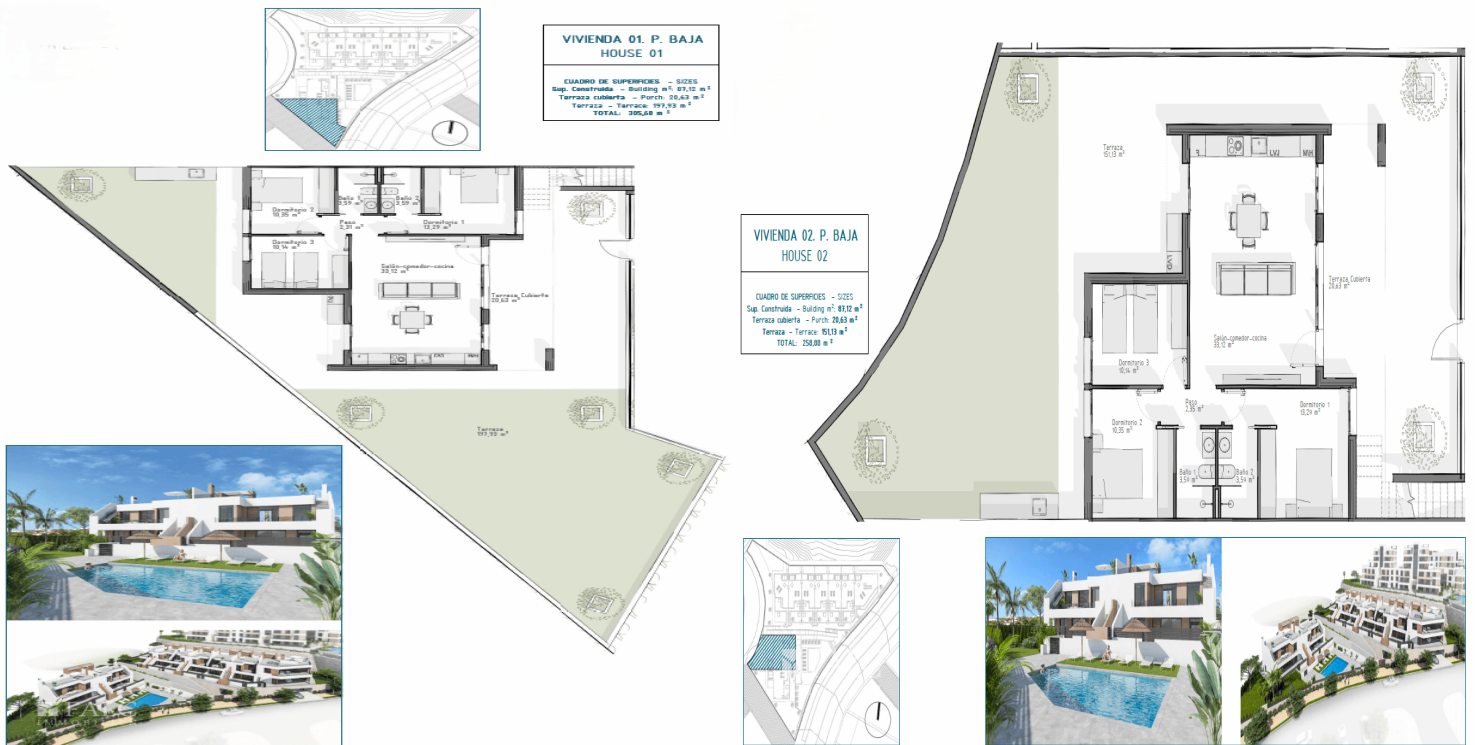 VIVIENDA 01. P. BAJA
HOUSE 01
CUADRO DE SUPERFICIES - SIZES
Sup. Construida - Building m²: 87,12 m²
Terraza cubierta - Porch: 20,63 m²
Terraza - Terrace: 197,93 m²
TOTAL: 305,68 m²
Dormitorio 2
10,35 m²
Baño 1
3,59 m²
Baño 2
3,59 m²
Dormitorio 1
13,29 m²
Paso
2,31 m²
Dormitorio 3
10,14 m²
Salón-comedor-cocina
33,12 m²
Terraza Cubierta
20,63 m²
LVJ
Terraza
197,93 m²
VIVIENDA 02. P. BAJA
HOUSE 02
CUADRO DE SUPERFICIES - SIZES
Sup. Construida - Building m²: 87,12 m²
Terraza cubierta - Porch: 20,63 m²
Terraza - Terrace: 151,13 m²
TOTAL: 258,88 m²
Terraza
151,13 m²
LVJ
MH
LVD
Terraza Cubierta
20,63 m²
Salón-comedor-cocina
33,12 m²
Dormitorio 3
10,14 m²
Paso
Dormitorio 1
13,29 m²
Dormitorio 2
10,35 m²
Baño 1
3,59 m²
Baño 2
3,59 m²